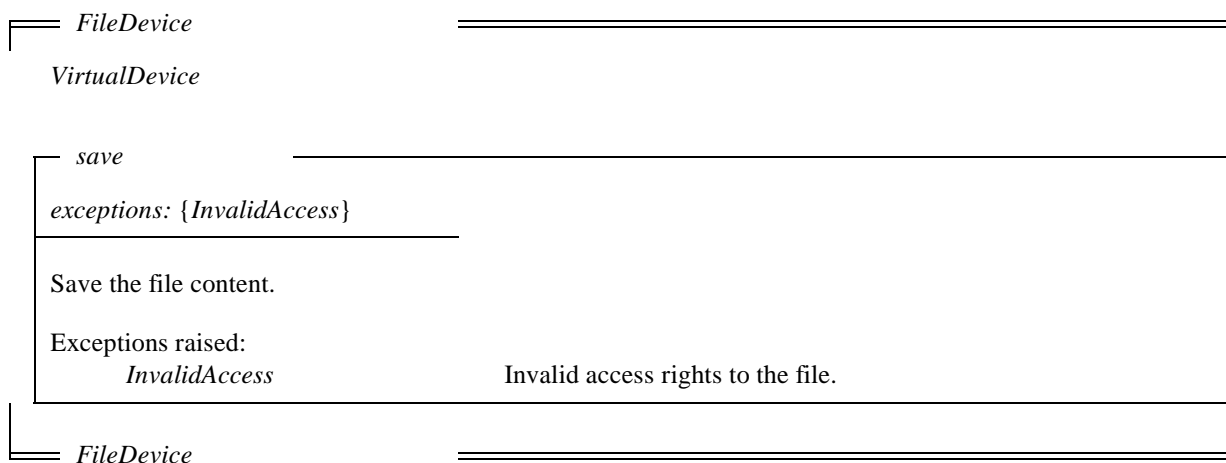 FileDevice
VirtualDevice
save
exceptions: {InvalidAccess}
Save the file content.
Exceptions raised:
InvalidAccess Invalid access rights to the file.
FileDevice